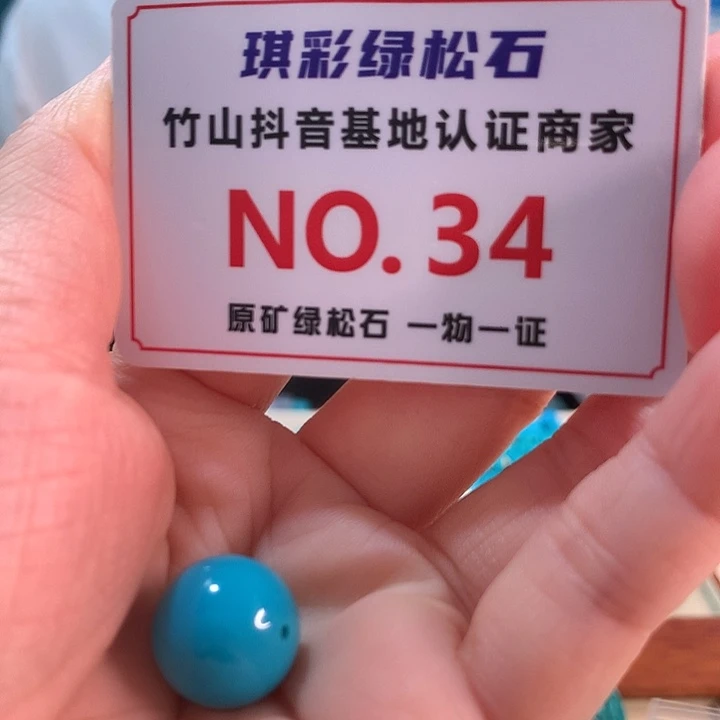 琪彩绿松石
竹山抖音基地认证商家
NO.34
原矿绿松石 一物一证